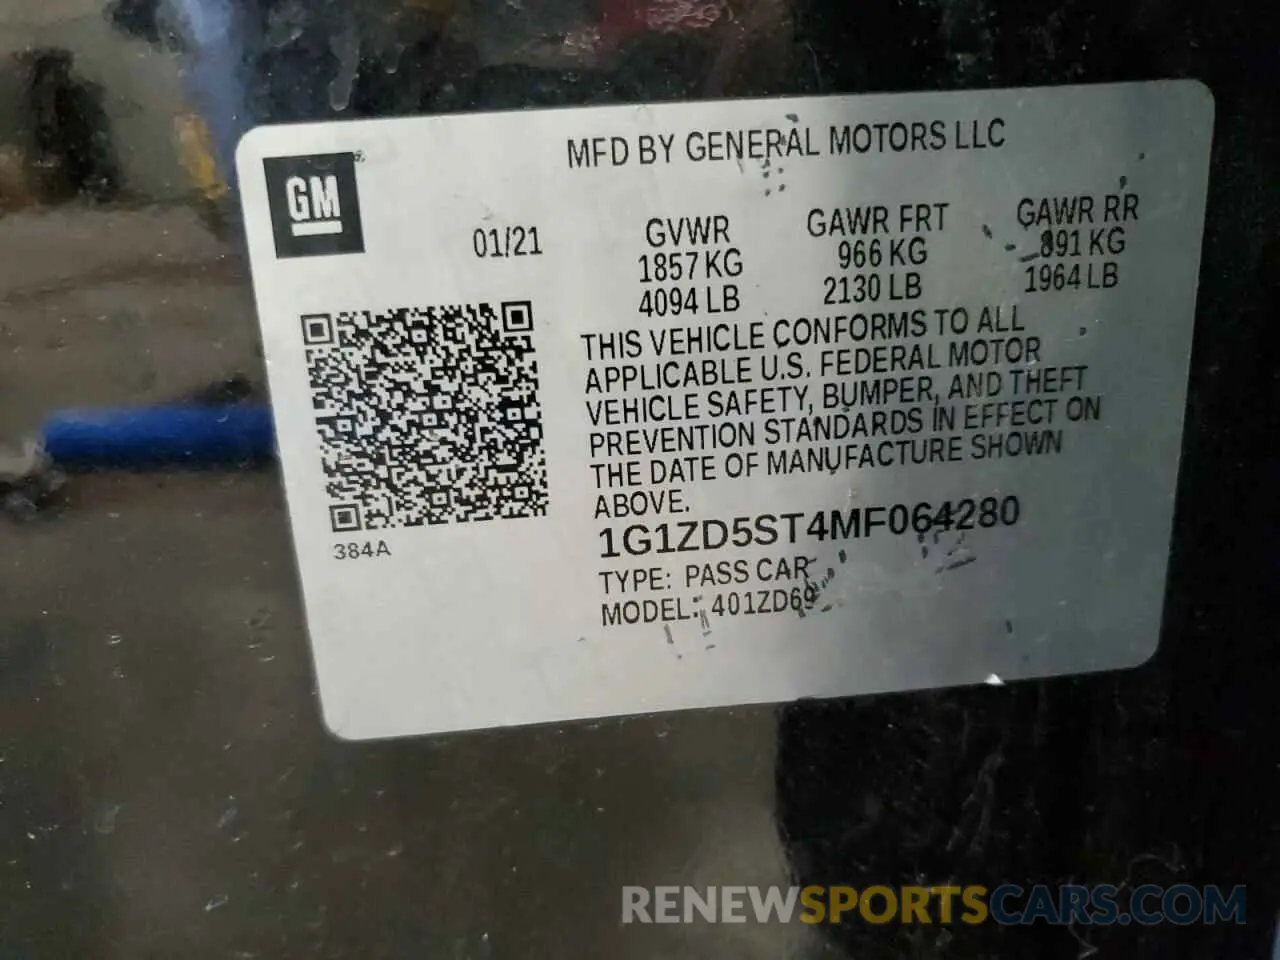 MFD BY GENERAL MOTORS LLC
GM
01/21
GVWR GAWR FRT GAWR RR
1857 KG 966 KG 891 KG
4094 LB 2130 LB 1964 LB
THIS VEHICLE CONFORMS TO ALL
APPLICABLE U.S. FEDERAL MOTOR
VEHICLE SAFETY, BUMPER, AND THEFT
PREVENTION STANDARDS IN EFFECT ON
THE DATE OF MANUFACTURE SHOWN
ABOVE.
1G1ZD5ST4MF064280
384A
TYPE: PASS CAR
MODEL: 401ZD69
RENEWSPORTSCARS.COM